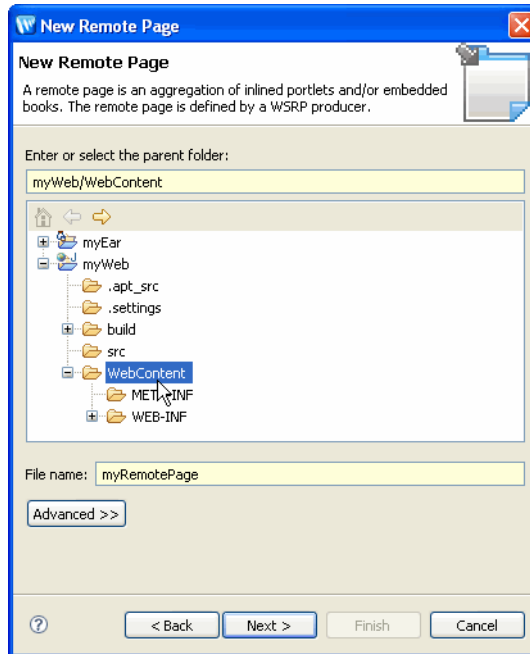 New Remote Page
New Remote Page
A remote page is an aggregation of inlined portlets and/or embedded
books. The remote page is defined by a WSRP producer.
Enter or select the parent folder:
myWeb/WebContent
myEar
myWeb
.apt_src
.settings
build
src
WebContent
META-INF
WEB-INF
File name: myRemotePage
Advanced >>
? < Back Next > Finish Cancel